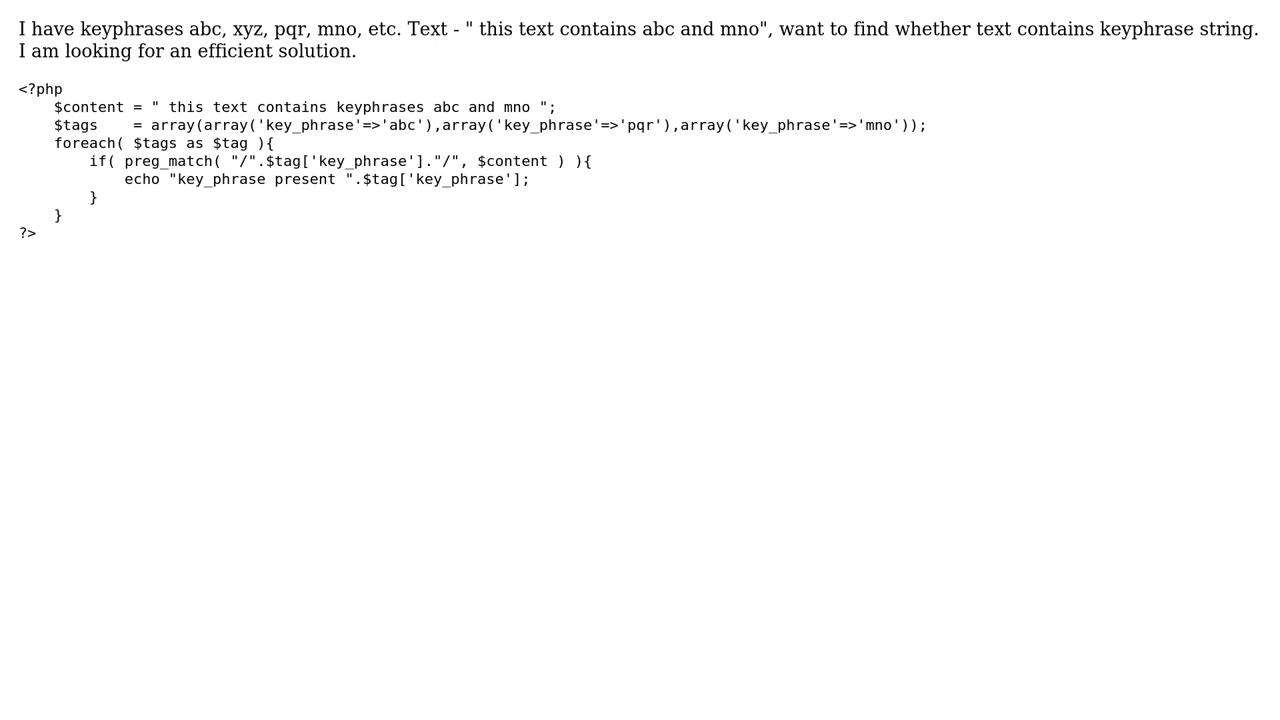 I have keyphrases abc, xyz, pqr, mno, etc. Text - " this text contains abc and mno", want to find whether text contains keyphrase string.
I am looking for an efficient solution.
<?php
    $content = " this text contains keyphrases abc and mno ";
    $tags    = array(array('key_phrase'=>'abc'),array('key_phrase'=>'pqr'),array('key_phrase'=>'mno'));
    foreach( $tags as $tag ){
        if( preg_match( "/".$tag['key_phrase']."/", $content ) ){
            echo "key_phrase present ".$tag['key_phrase'];
        }
    }
?>